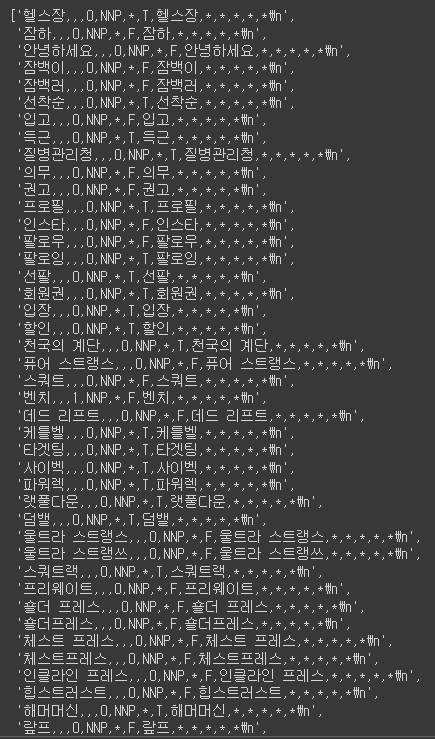 ['헬스장,,,0,NNP,*,T,헬스장,*,*,*,*,*₩n',
'잠하,,,0,NNP,*,F,잠하,*,*,*,*,*₩n',
'안녕하세요,,,0,NNP,*,F,안녕하세요,*,*,*,*,*₩n',
'잠백이,,,0,NNP,*,F,잠백이,*,*,*,*,*₩n',
'잠백러,,,0,NNP,*,F,잠백러,*,*,*,*,*₩n',
'선착순,,,0,NNP,*,T,선착순,*,*,*,*,*₩n',
'입고,,,0,NNP,*,F,입고,*,*,*,*,*₩n',
'득근,,,0,NNP,*,T,득근,*,*,*,*,*₩n',
'질병관리청,,,0,NNP,*,T,질병관리청,*,*,*,*,*₩n',
'의무,,,0,NNP,*,F,의무,*,*,*,*,*₩n',
'권고,,,0,NNP,*,F,권고,*,*,*,*,*₩n',
'프로필,,,0,NNP,*,T,프로필,*,*,*,*,*₩n',
'인스타,,,0,NNP,*,F,인스타,*,*,*,*,*₩n',
'팔로우,,,0,NNP,*,F,팔로우,*,*,*,*,*₩n',
'팔로잉,,,0,NNP,*,T,팔로잉,*,*,*,*,*₩n',
'선팔,,,0,NNP,*,T,선팔,*,*,*,*,*₩n',
'회원권,,,0,NNP,*,T,회원권,*,*,*,*,*₩n',
'입장,,,0,NNP,*,T,입장,*,*,*,*,*₩n',
'할인,,,0,NNP,*,T,할인,*,*,*,*,*₩n',
'천국의 계단,,,0,NNP,*,T,천국의 계단,*,*,*,*,*₩n',
'퓨어 스트랭스,,,0,NNP,*,F,퓨어 스트랭스,*,*,*,*,*₩n',
'스쿼트,,,0,NNP,*,F,스쿼트,*,*,*,*,*₩n',
'벤치,,,1,NNP,*,F,벤치,*,*,*,*,*₩n',
'데드 리프트,,,0,NNP,*,F,데드 리프트,*,*,*,*,*₩n',
'케틀벨,,,0,NNP,*,T,케틀벨,*,*,*,*,*₩n',
'타겟팅,,,0,NNP,*,T,타겟팅,*,*,*,*,*₩n',
'사이벡,,,0,NNP,*,T,사이벡,*,*,*,*,*₩n',
'파워렉,,,0,NNP,*,T,파워렉,*,*,*,*,*₩n',
'랫풀다운,,,0,NNP,*,T,랫풀다운,*,*,*,*,*₩n',
'덤밸,,,0,NNP,*,T,덤밸,*,*,*,*,*₩n',
'울트라 스트랭스,,,0,NNP,*,F,울트라 스트랭스,*,*,*,*,*₩n',
'울트라 스트랭쓰,,,0,NNP,*,F,울트라 스트랭쓰,*,*,*,*,*₩n',
'스쿼트랙,,,0,NNP,*,T,스쿼트랙,*,*,*,*,*₩n',
'프리웨이트,,,0,NNP,*,F,프리웨이트,*,*,*,*,*₩n',
'숄더 프레스,,,0,NNP,*,F,숄더 프레스,*,*,*,*,*₩n',
'숄더프레스,,,0,NNP,*,F,숄더프레스,*,*,*,*,*₩n',
'체스트 프레스,,,0,NNP,*,F,체스트 프레스,*,*,*,*,*₩n',
'체스트프레스,,,0,NNP,*,F,체스트프레스,*,*,*,*,*₩n',
'인클라인 프레스,,,0,NNP,*,F,인클라인 프레스,*,*,*,*,*₩n',
'힙스트러스트,,,0,NNP,*,F,힙스트러스트,*,*,*,*,*₩n',
'해머머신,,,0,NNP,*,T,해머머신,*,*,*,*,*₩n',
'랖프,,,0,NNP,*,F,랖프,*,*,*,*,*₩n',